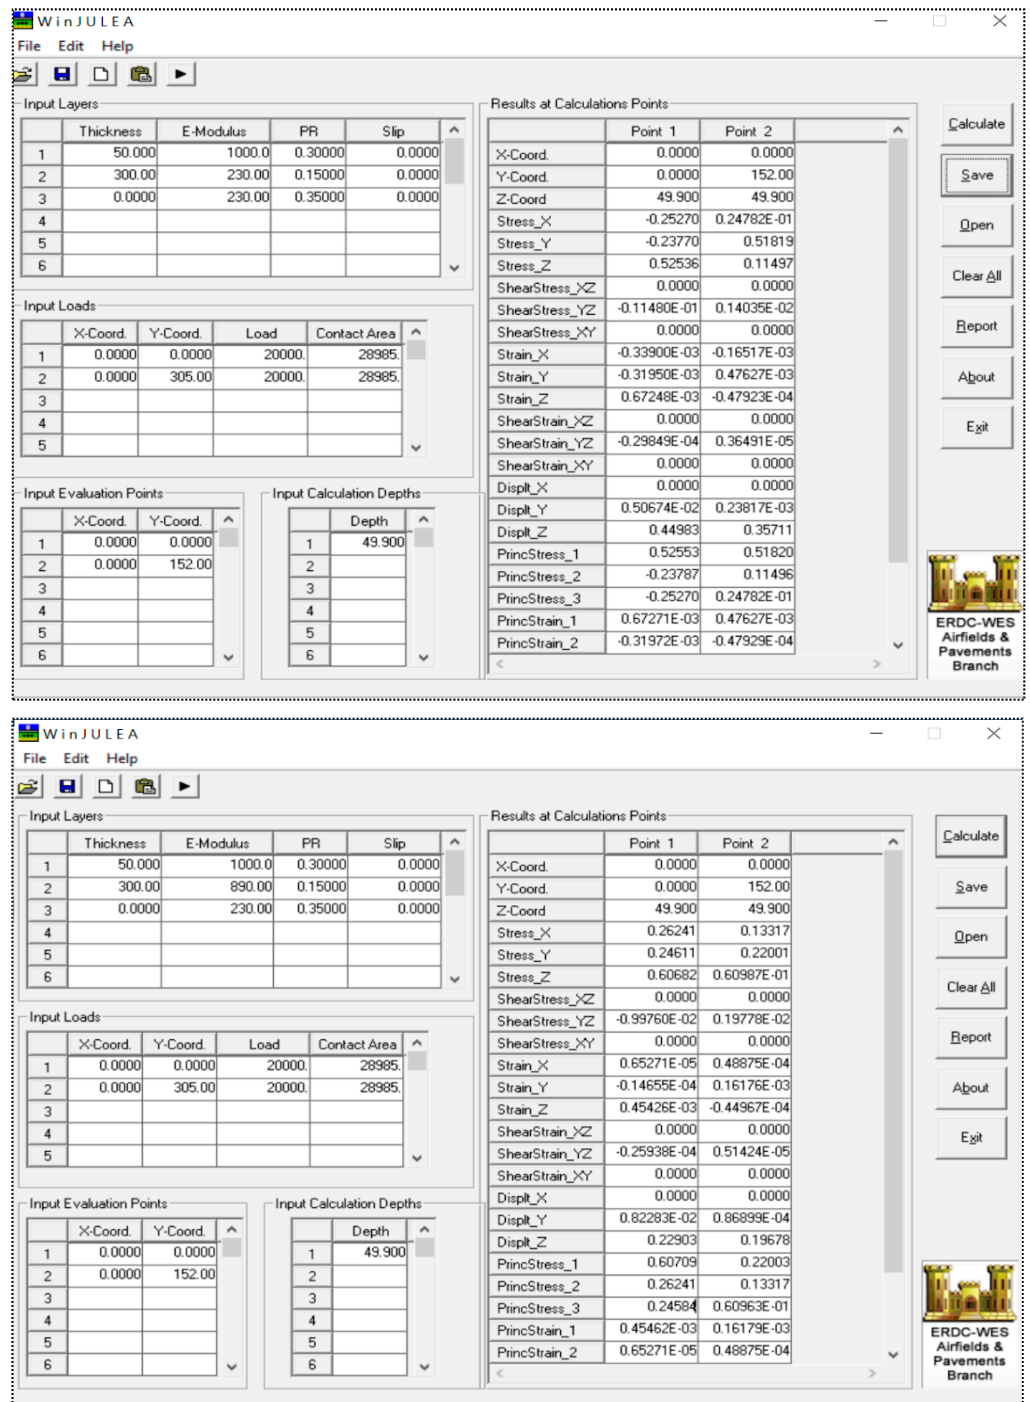 WinJULEA
File Edit Help
Input Layers
Thickness E-Modulus PR Slip
1 50.000 1000.0 0.30000 0.0000
2 300.00 230.00 0.15000 0.0000
3 0.0000 230.00 0.35000 0.0000
4
5
6
Input Loads
X-Coord. Y-Coord. Load Contact Area
1 0.0000 0.0000 20000. 28985.
2 0.0000 305.00 20000. 28985.
3
4
5
Input Evaluation Points
X-Coord. Y-Coord.
1 0.0000 0.0000
2 0.0000 152.00
3
4
5
6
Input Calculation Depths
Depth
1 49.900
2
3
4
5
6
Results at Calculations Points
Point 1 Point 2
X-Coord. 0.0000 0.0000
Y-Coord. 0.0000 152.00
Z-Coord 49.900 49.900
Stress_X -0.25270 0.24782E-01
Stress_Y -0.23770 0.51819
Stress_Z 0.52536 0.11497
ShearStress_XZ 0.0000 0.0000
ShearStress_YZ -0.11480E-01 0.14035E-02
ShearStress_XY 0.0000 0.0000
Strain_X -0.33900E-03 -0.16517E-03
Strain_Y -0.31950E-03 0.47627E-03
Strain_Z 0.67248E-03 -0.47923E-04
ShearStrain_XZ 0.0000 0.0000
ShearStrain_YZ -0.29849E-04 0.36491E-05
ShearStrain_XY 0.0000 0.0000
Displt_X 0.0000 0.0000
Displt_Y 0.50674E-02 0.23817E-03
Displt_Z 0.44983 0.35711
PrincStress_1 0.52553 0.51820
PrincStress_2 -0.23787 0.11496
PrincStress_3 -0.25270 0.24782E-01
PrincStrain_1 0.67271E-03 0.47627E-03
PrincStrain_2 -0.31972E-03 -0.47929E-04
Calculate
Save
Open
Clear All
Report
About
Exit
ERDC-WES
Airfields &
Pavements
Branch
WinJULEA
File Edit Help
Input Layers
Thickness E-Modulus PR Slip
1 50.000 1000.0 0.30000 0.0000
2 300.00 890.00 0.15000 0.0000
3 0.0000 230.00 0.35000 0.0000
4
5
6
Input Loads
X-Coord. Y-Coord. Load Contact Area
1 0.0000 0.0000 20000. 28985.
2 0.0000 305.00 20000. 28985.
3
4
5
Input Evaluation Points
X-Coord. Y-Coord.
1 0.0000 0.0000
2 0.0000 152.00
3
4
5
6
Input Calculation Depths
Depth
1 49.900
2
3
4
5
6
Results at Calculations Points
Point 1 Point 2
X-Coord. 0.0000 0.0000
Y-Coord. 0.0000 152.00
Z-Coord 49.900 49.900
Stress_X 0.26241 0.13317
Stress_Y 0.24611 0.22001
Stress_Z 0.60682 0.60987E-01
ShearStress_XZ 0.0000 0.0000
ShearStress_YZ -0.99760E-02 0.19778E-02
ShearStress_XY 0.0000 0.0000
Strain_X 0.65271E-05 0.48875E-04
Strain_Y -0.14655E-04 0.16176E-03
Strain_Z 0.45426E-03 -0.44967E-04
ShearStrain_XZ 0.0000 0.0000
ShearStrain_YZ -0.25938E-04 0.51424E-05
ShearStrain_XY 0.0000 0.0000
Displt_X 0.0000 0.0000
Displt_Y 0.82283E-02 0.86899E-04
Displt_Z 0.22903 0.19678
PrincStress_1 0.60709 0.22003
PrincStress_2 0.26241 0.13317
PrincStress_3 0.24584 0.60963E-01
PrincStrain_1 0.45462E-03 0.16179E-03
PrincStrain_2 0.65271E-05 0.48875E-04
Calculate
Save
Open
Clear All
Report
About
Exit
ERDC-WES
Airfields &
Pavements
Branch